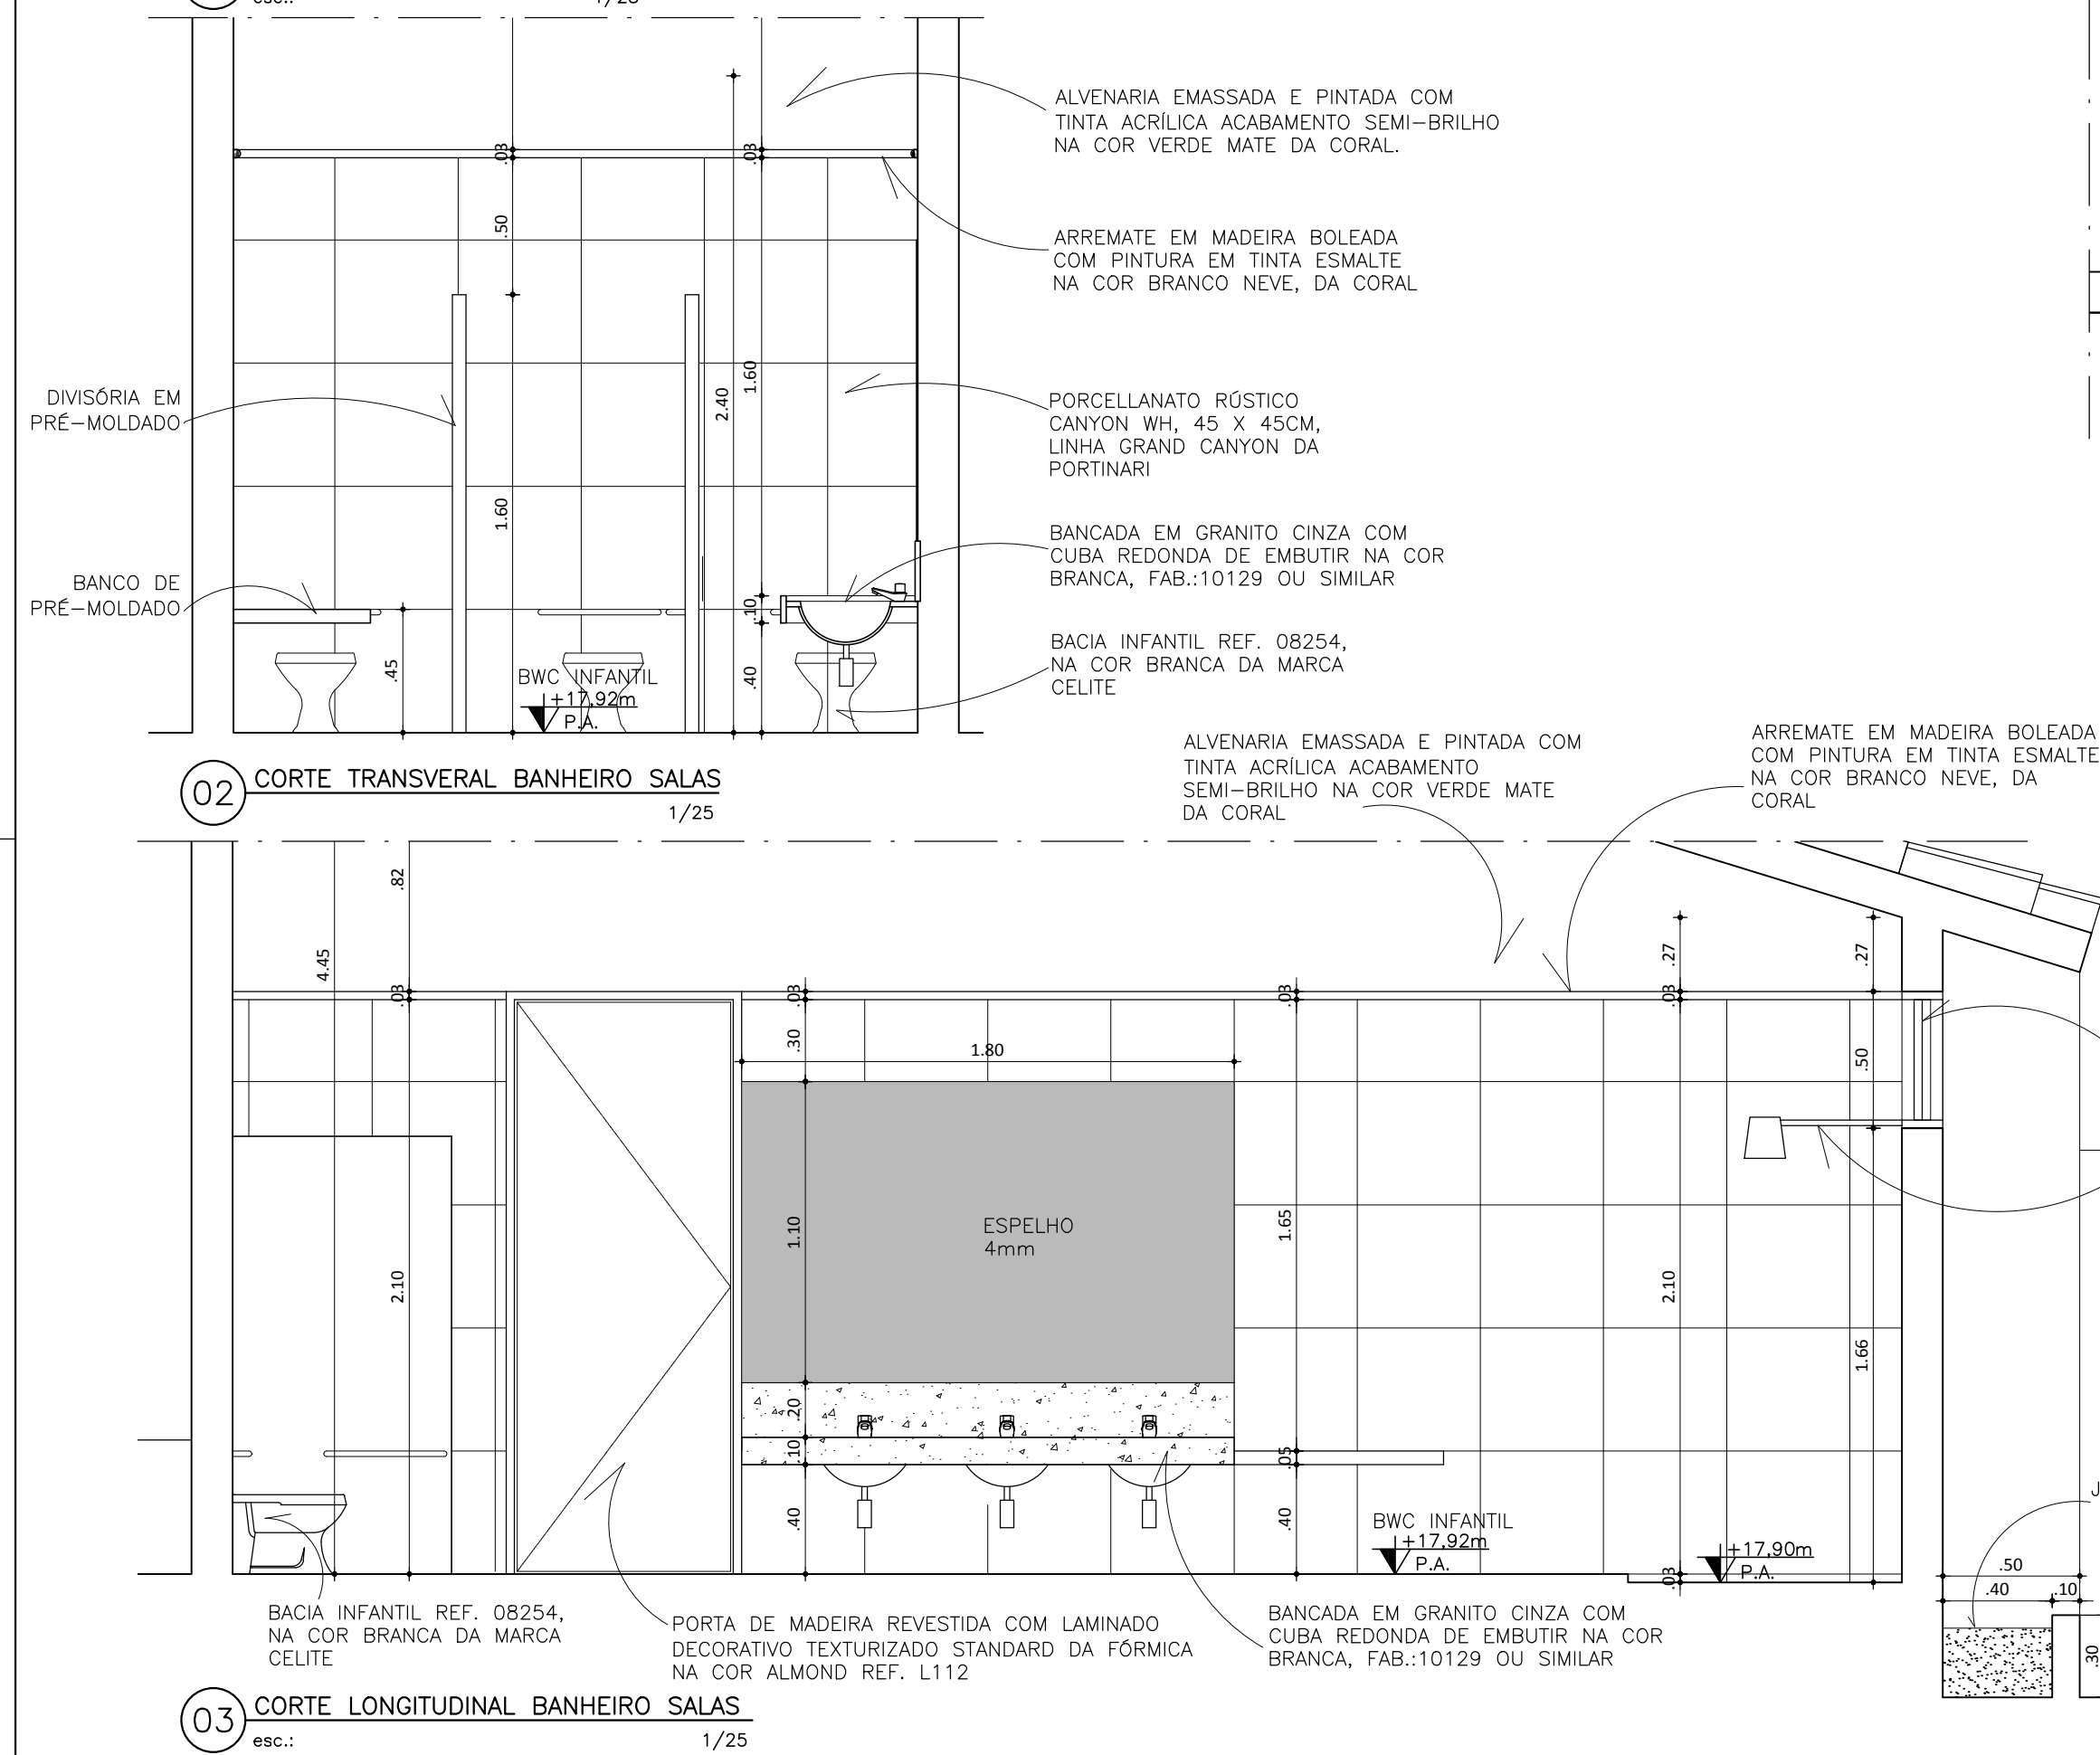 esc.:
1/25
ALVENARIA EMASSADA E PINTADA COM
TINTA ACRÍLICA ACABAMENTO SEMI-BRILHO
NA COR VERDE MATE DA CORAL.
.03
.03
.50
ARREMATE EM MADEIRA BOLEADA
COM PINTURA EM TINTA ESMALTE
NA COR BRANCO NEVE, DA CORAL
1.60
2.40
DIVISÓRIA EM
PRÉ-MOLDADO
PORCELLANATO RÚSTICO
CANYON WH, 45 X 45CM,
LINHA GRAND CANYON DA
PORTINARI
1.60
BANCADA EM GRANITO CINZA COM
CUBA REDONDA DE EMBUTIR NA COR
BRANCA, FAB.:10129 OU SIMILAR
BANCO DE
PRÉ-MOLDADO
.10
.45
.40
BACIA INFANTIL REF. 08254,
NA COR BRANCA DA MARCA
CELITE
BWC INFANTIL
+17,92m
P.A.
02
CORTE TRANSVERAL BANHEIRO SALAS
1/25
ALVENARIA EMASSADA E PINTADA COM
TINTA ACRÍLICA ACABAMENTO
SEMI-BRILHO NA COR VERDE MATE
DA CORAL
ARREMATE EM MADEIRA BOLEADA
COM PINTURA EM TINTA ESMALTE
NA COR BRANCO NEVE, DA
CORAL
.82
4.45
.27
.27
.03
.03
.03
.03
.30
1.80
.50
ESPELHO
4mm
1.10
1.65
2.10
2.10
1.66
.20
.10
.05
.40
.40
BWC INFANTIL
+17,92m
P.A.
+17,90m
P.A.
.03
J
.50
.40
.10
.30
BACIA INFANTIL REF. 08254,
NA COR BRANCA DA MARCA
CELITE
PORTA DE MADEIRA REVESTIDA COM LAMINADO
DECORATIVO TEXTURIZADO STANDARD DA FÓRMICA
NA COR ALMOND REF. L112
BANCADA EM GRANITO CINZA COM
CUBA REDONDA DE EMBUTIR NA COR
BRANCA, FAB.:10129 OU SIMILAR
03
CORTE LONGITUDINAL BANHEIRO SALAS
esc.:
1/25